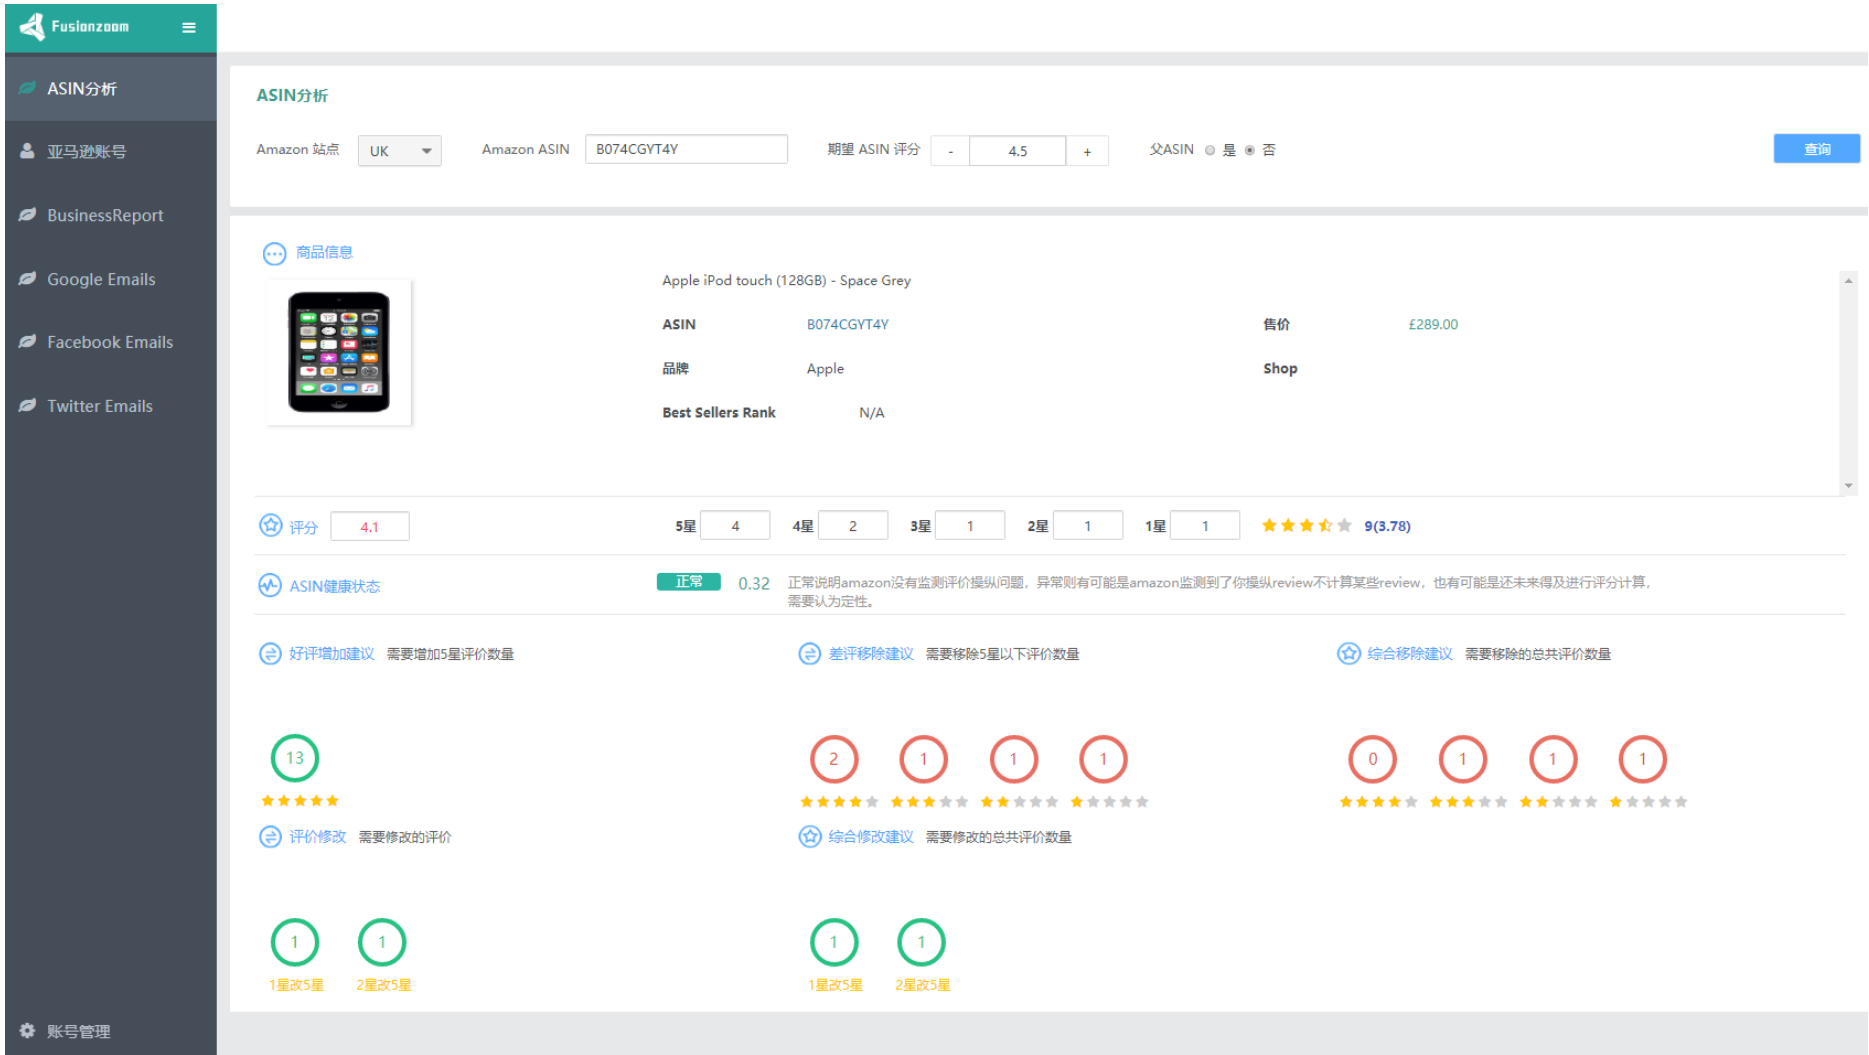 Fusionzoom
ASIN分析
亚马逊账号
BusinessReport
Google Emails
Facebook Emails
Twitter Emails
账号管理
ASIN分析
Amazon 站点 UK Amazon ASIN B074CGYT4Y 期望 ASIN 评分 - 4.5 + 父ASIN 是 否 查询
商品信息
Apple iPod touch (128GB) - Space Grey
ASIN B074CGYT4Y 售价 £289.00
品牌 Apple Shop
Best Sellers Rank N/A
评分 4.1 5星 4 4星 2 3星 1 2星 1 1星 1 9(3.78)
ASIN健康状态 正常 0.32 正常说明amazon没有监测评价操纵问题，异常则有可能是amazon监测到了你操纵review不计算某些review，也有可能是还未来得及进行评分计算，
需要认为定性。
好评增加建议 需要增加5星评价数量 差评移除建议 需要移除5星以下评价数量 综合移除建议 需要移除的总共评价数量
13 2 1 1 1 0 1 1 1
评价修改 需要修改的评价 综合修改建议 需要修改的总共评价数量
1 1 1 1
1星改5星 2星改5星 1星改5星 2星改5星